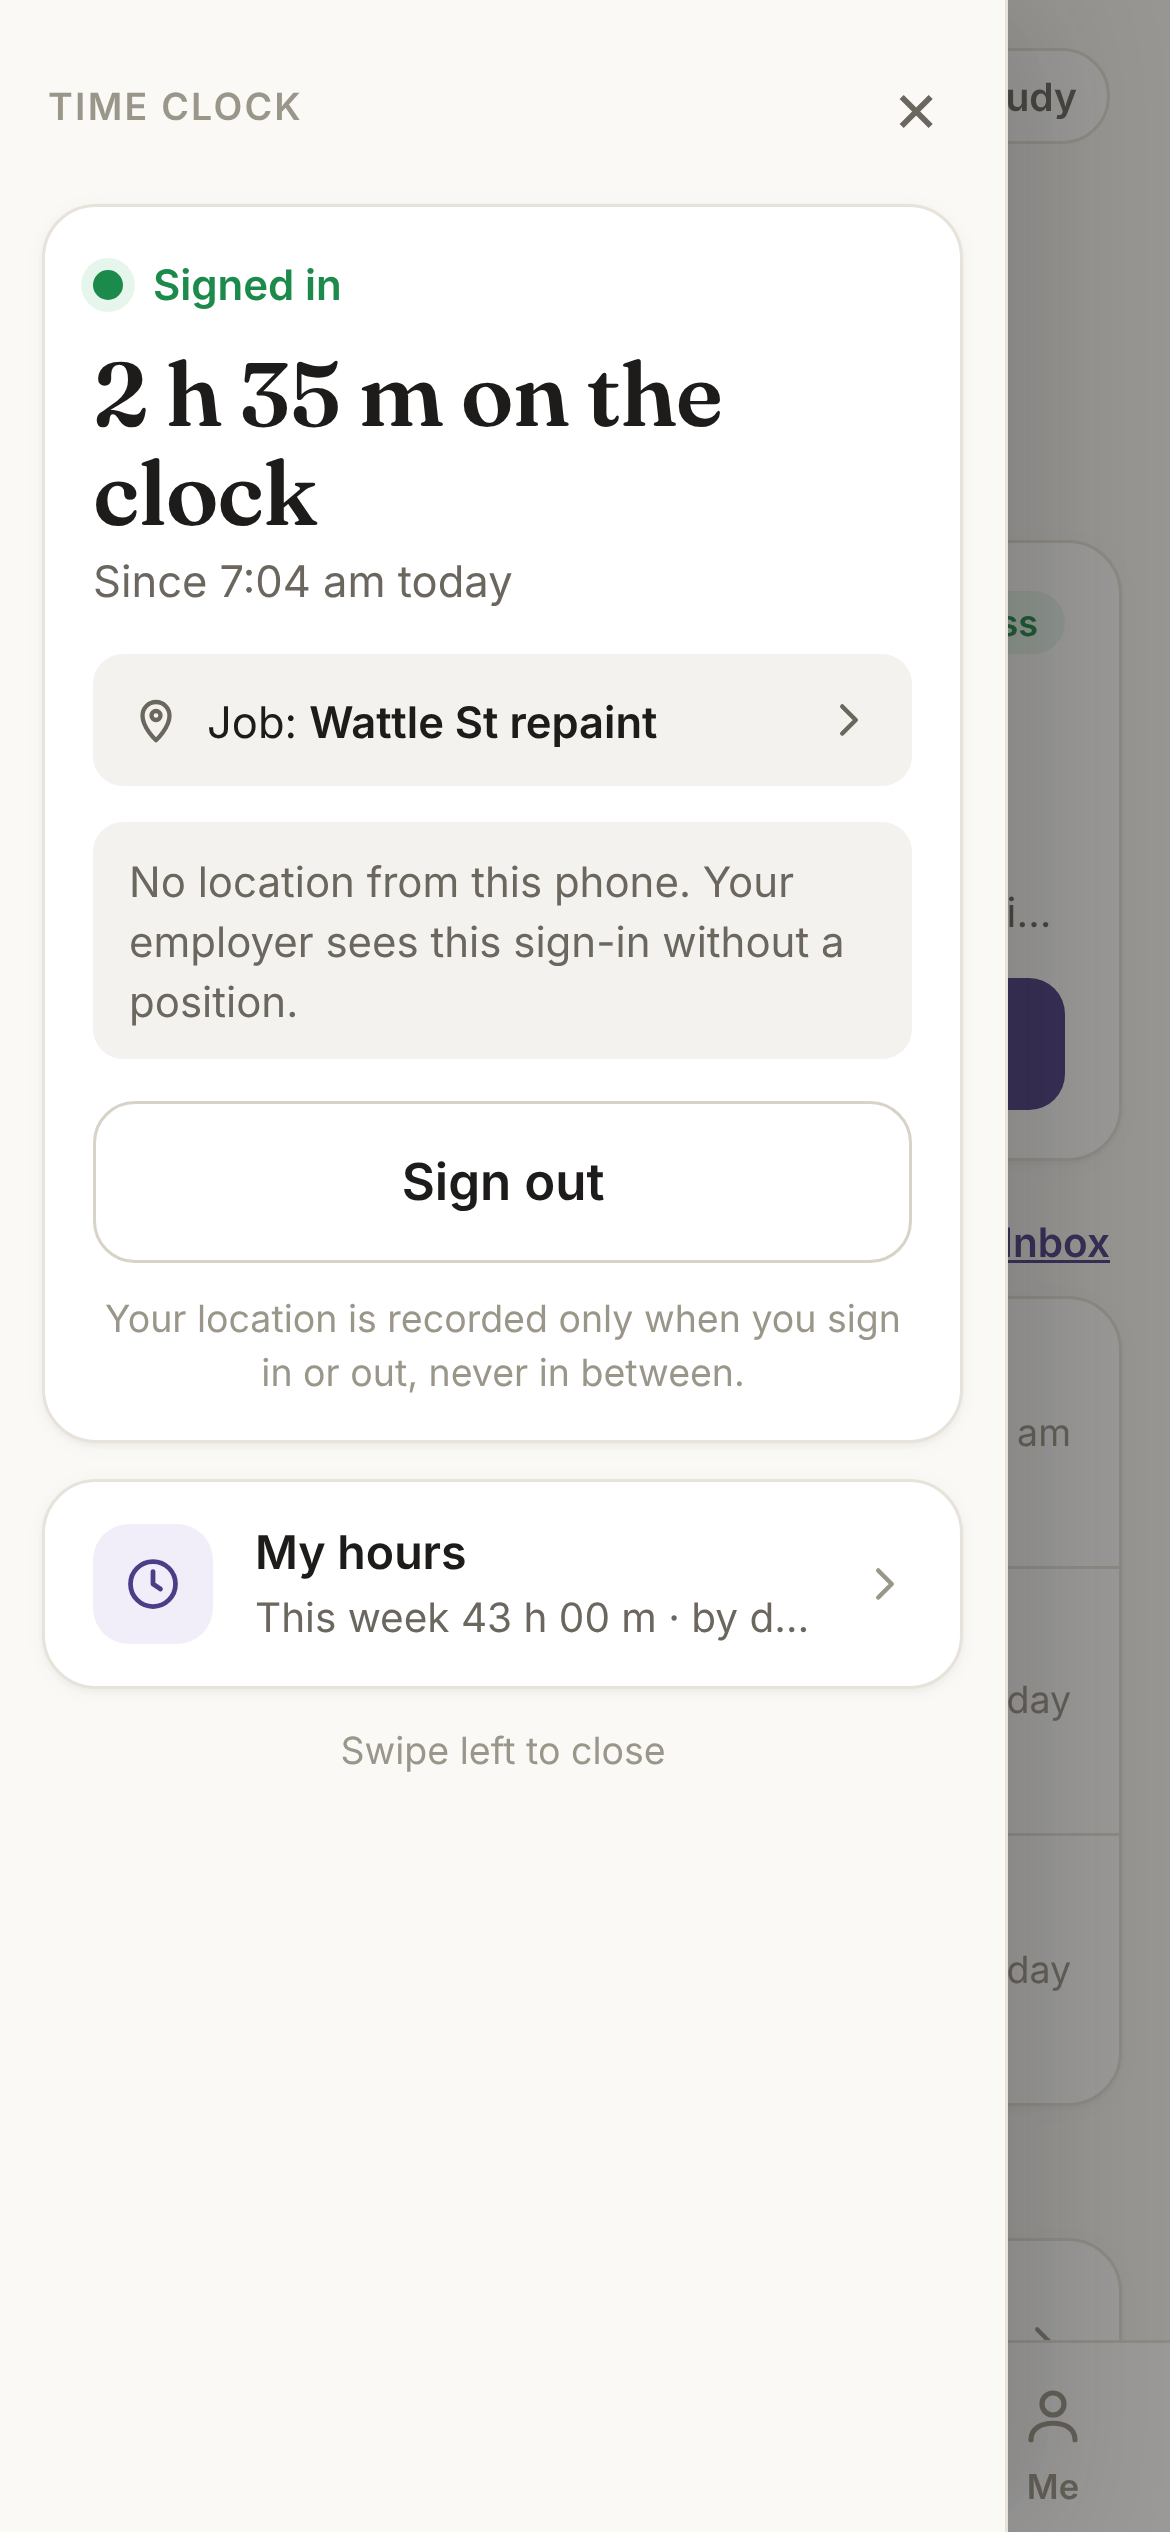 TIME CLOCK
udy
Signed in
2 h 35 m on the
clock
Since 7:04 am today
ss
Job: Wattle St repaint
No location from this phone. Your
employer sees this sign-in without a
position.
i...
Sign out
Inbox
Your location is recorded only when you sign
in or out, never in between.
am
My hours
This week 43 h 00 m · by d...
day
Swipe left to close
day
Me